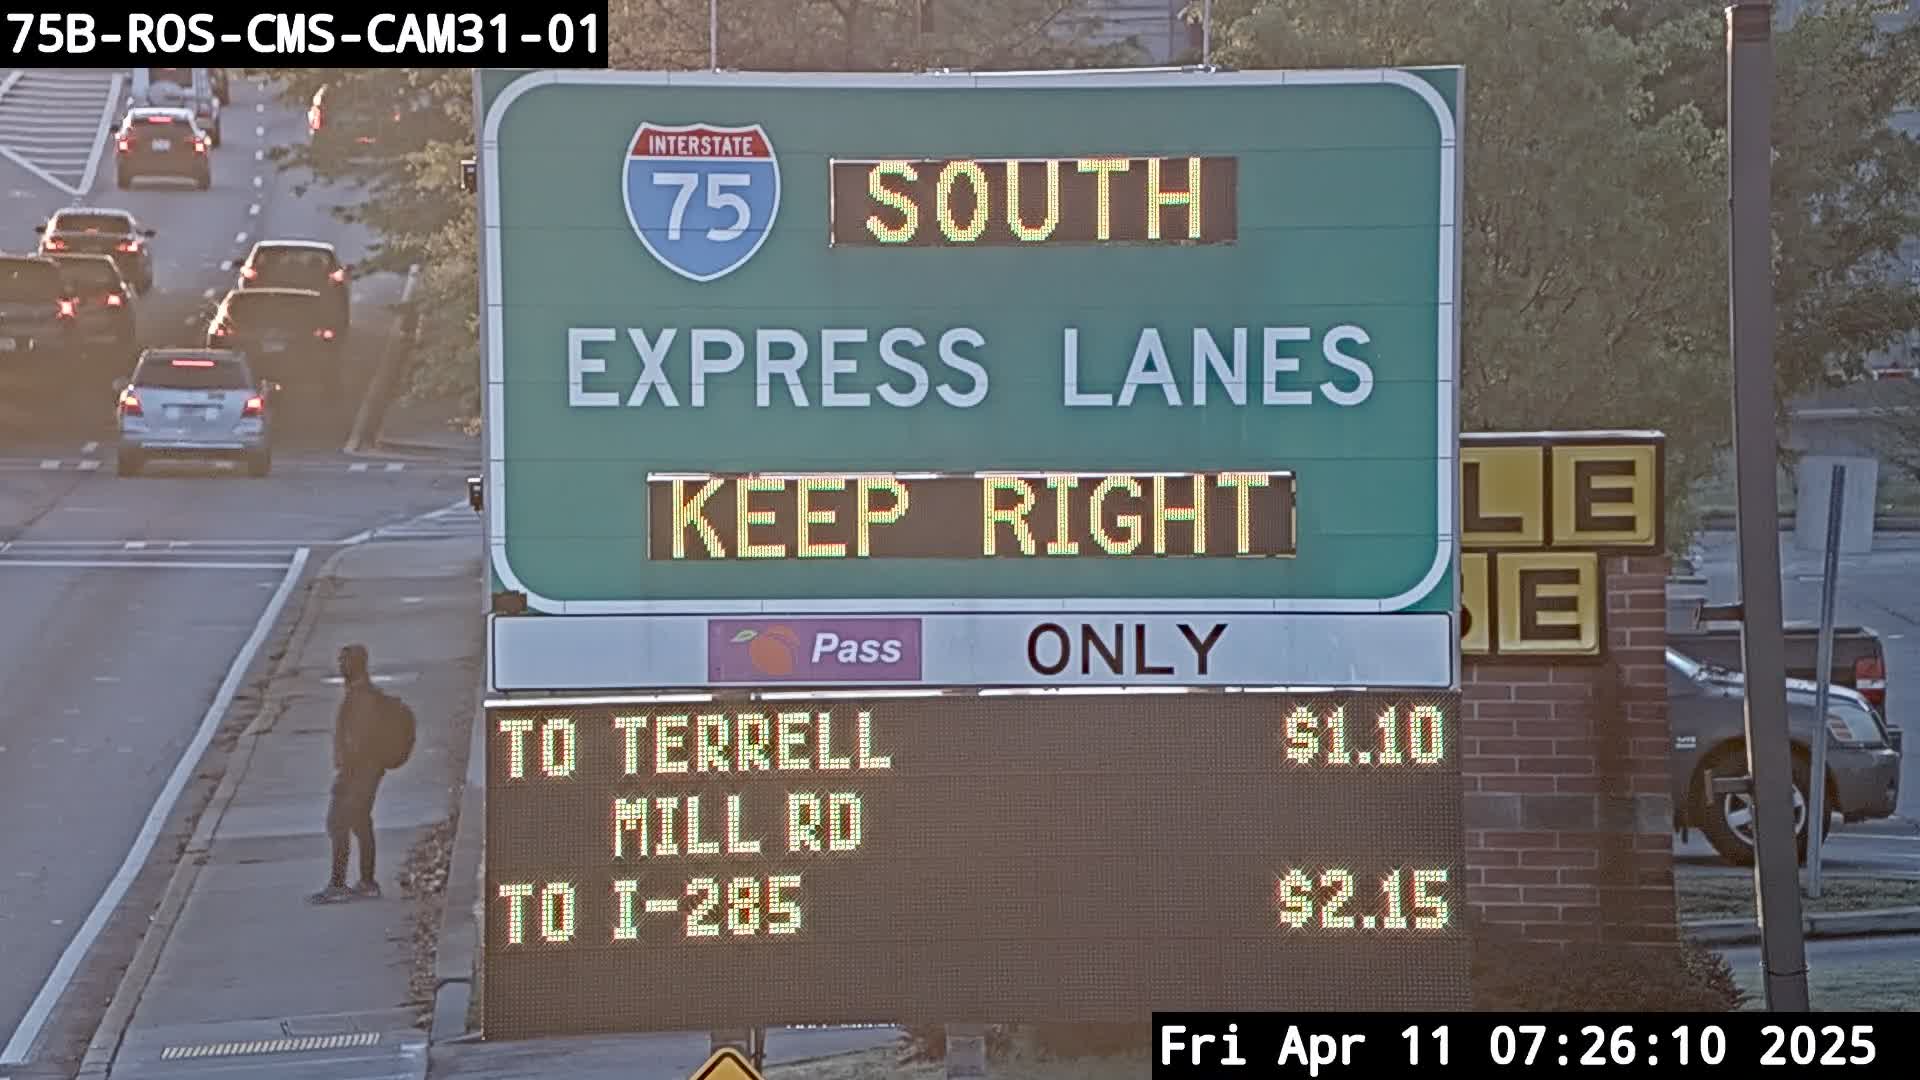 75B-ROS-CMS-CAM31-01
INTERSTATE
75
SOUTH
EXPRESS LANES
KEEP RIGHT
Pass ONLY
TO TERRELL $1.10
MILL RD
TO I-285 $2.15
LE
E
Fri Apr 11 07:26:10 2025